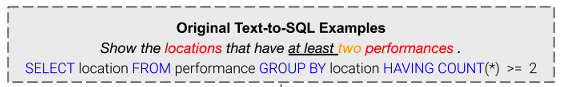 Original Text-to-SQL Examples
Show the locations that have at least two performances .
SELECT location FROM performance GROUP BY location HAVING COUNT(*) >= 2